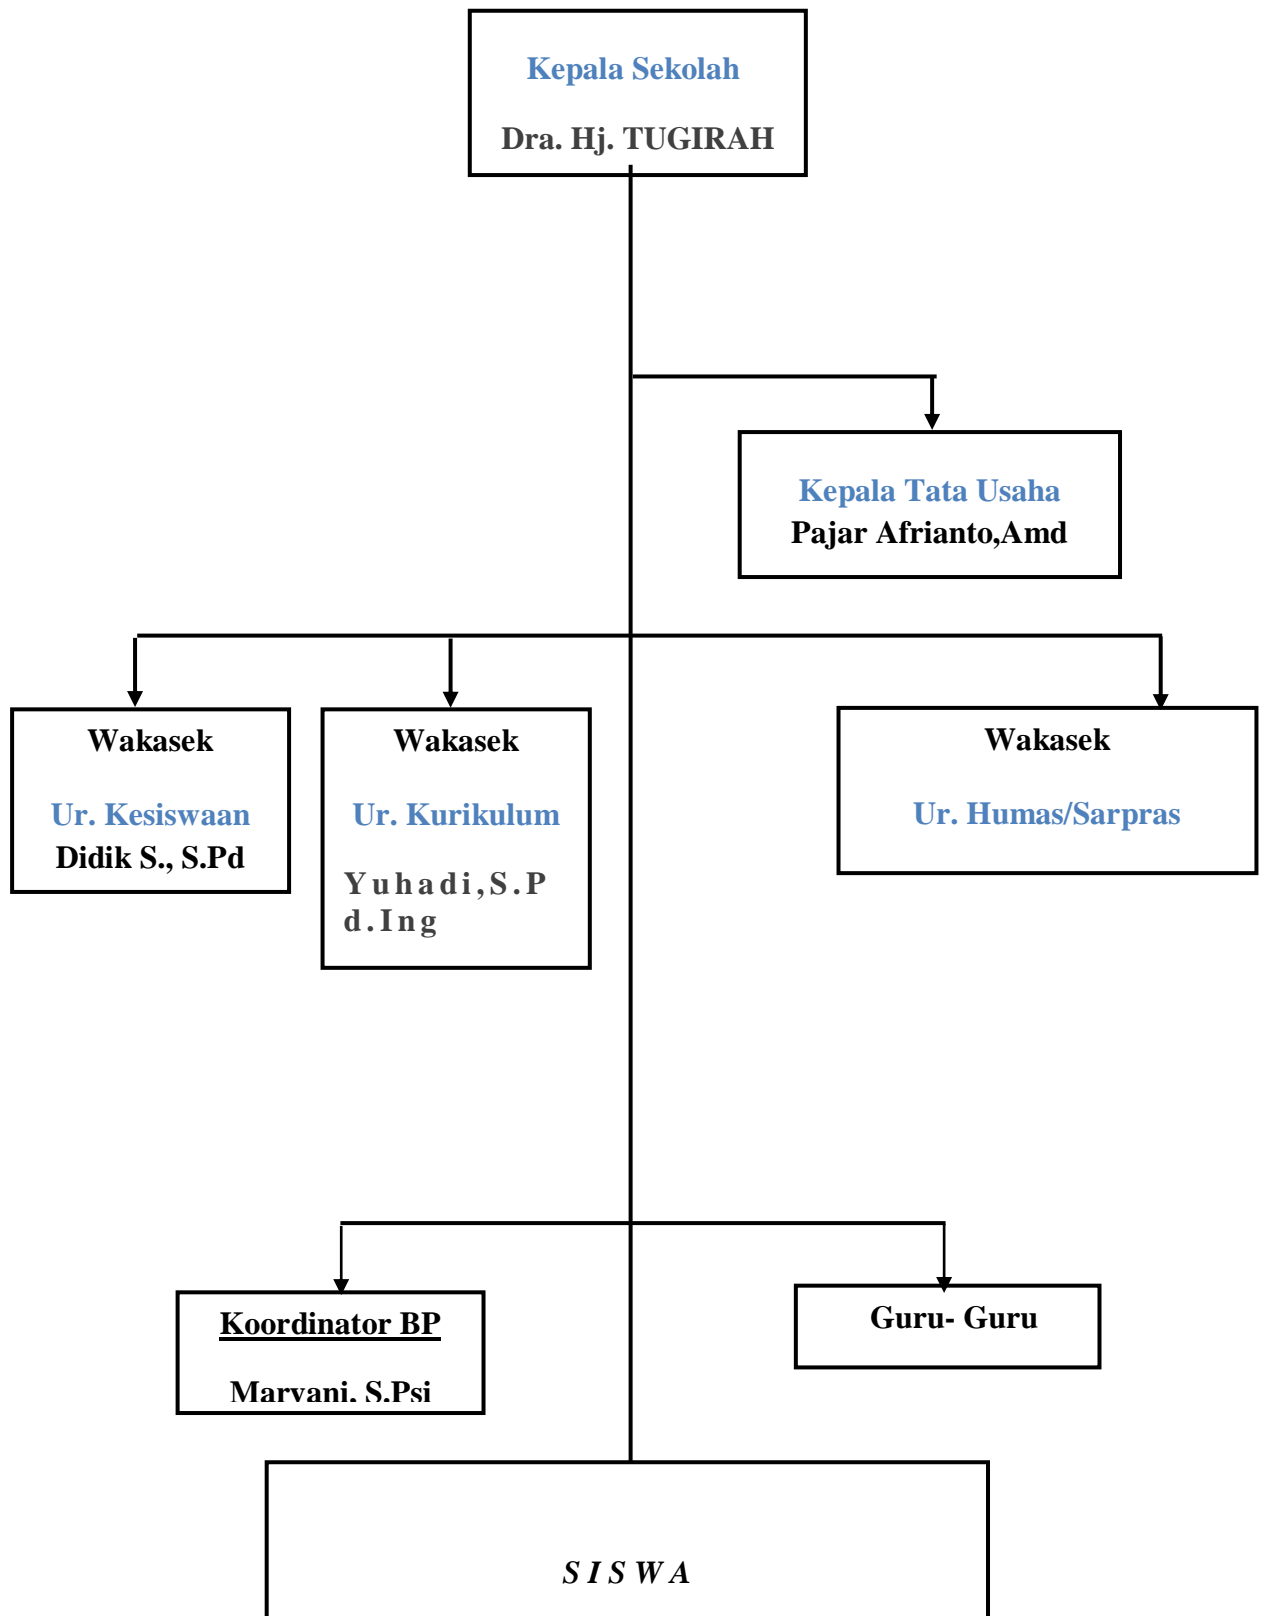 Kepala Sekolah
Dra. Hj. TUGIRAH
Kepala Tata Usaha
Pajar Afrianto,Amd
Wakasek
Ur. Kesiswaan
Didik S., S.Pd
Wakasek
Ur. Kurikulum
Yuhadi,S.P
d.Ing
Wakasek
Ur. Humas/Sarpras
Koordinator BP
Maryani, S.Psi
Guru- Guru
S I S W A